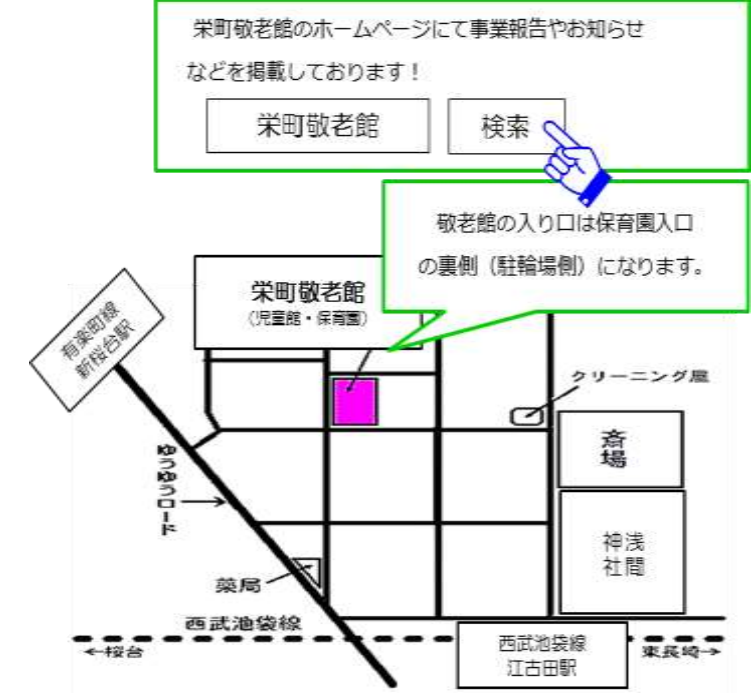 栄町敬老館のホームページにて事業報告やお知らせ
などを掲載しております！
栄町敬老館
検索
敬老館の入り口は保育園入口
の裏側（駐輪場側）になります。
栄町敬老館
（児童館・保育園）
有楽町線
新桜台駅
クリーニング屋
斎場
ゆうゆうロード
浅間
神社
薬局
西武池袋線
←桜台
西武池袋線
江古田駅
東長崎→